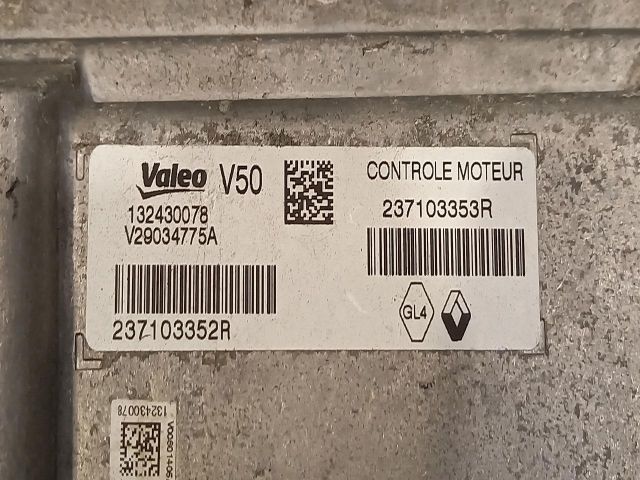 Valeo V50
132430078
V29034775A
237103352R
CONTROLE MOTEUR
237103353R
GL4
132430078